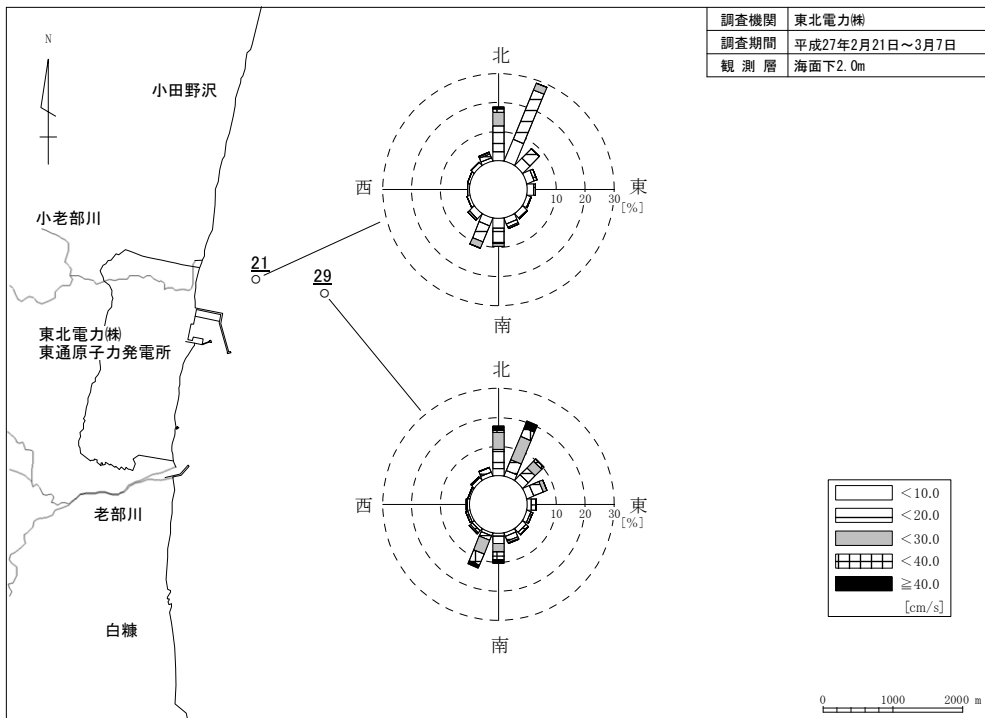 調査機関 東北電力㈱
調査期間 平成27年2月21日～3月7日
観測層 海面下2.0m
N
小田野沢
小老部川
東北電力㈱
東通原子力発電所
老部川
白糠
21
29
北
西
東
南
10 20 30
[%]
北
西
東
南
10 20 30
[%]
＜10.0
＜20.0
＜30.0
＜40.0
≧40.0
[cm/s]
0 1000 2000 m